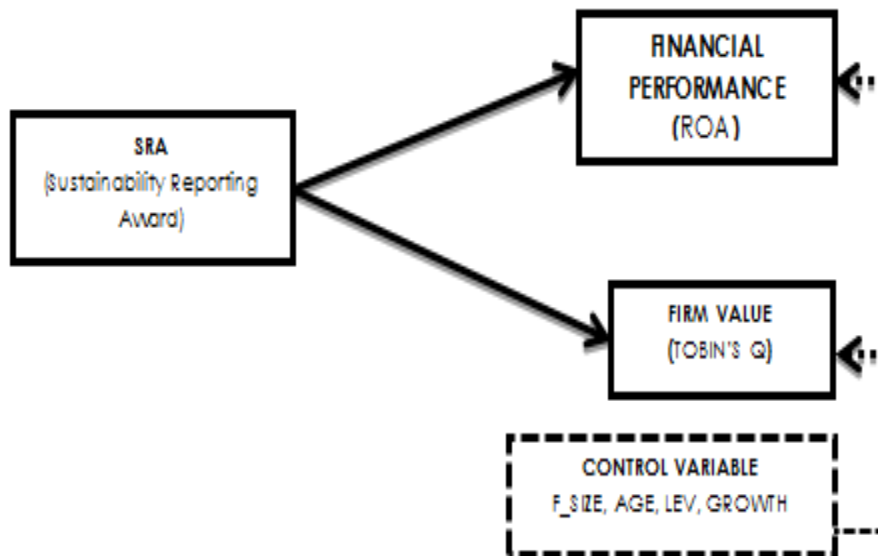 SRA
(Sustainability Reporting
Award)
FINANCIAL
PERFORMANCE
(ROA)
FIRM VALUE
(TOBIN'S Q)
CONTROL VARIABLE
F_SIZE, AGE, LEV, GROWTH